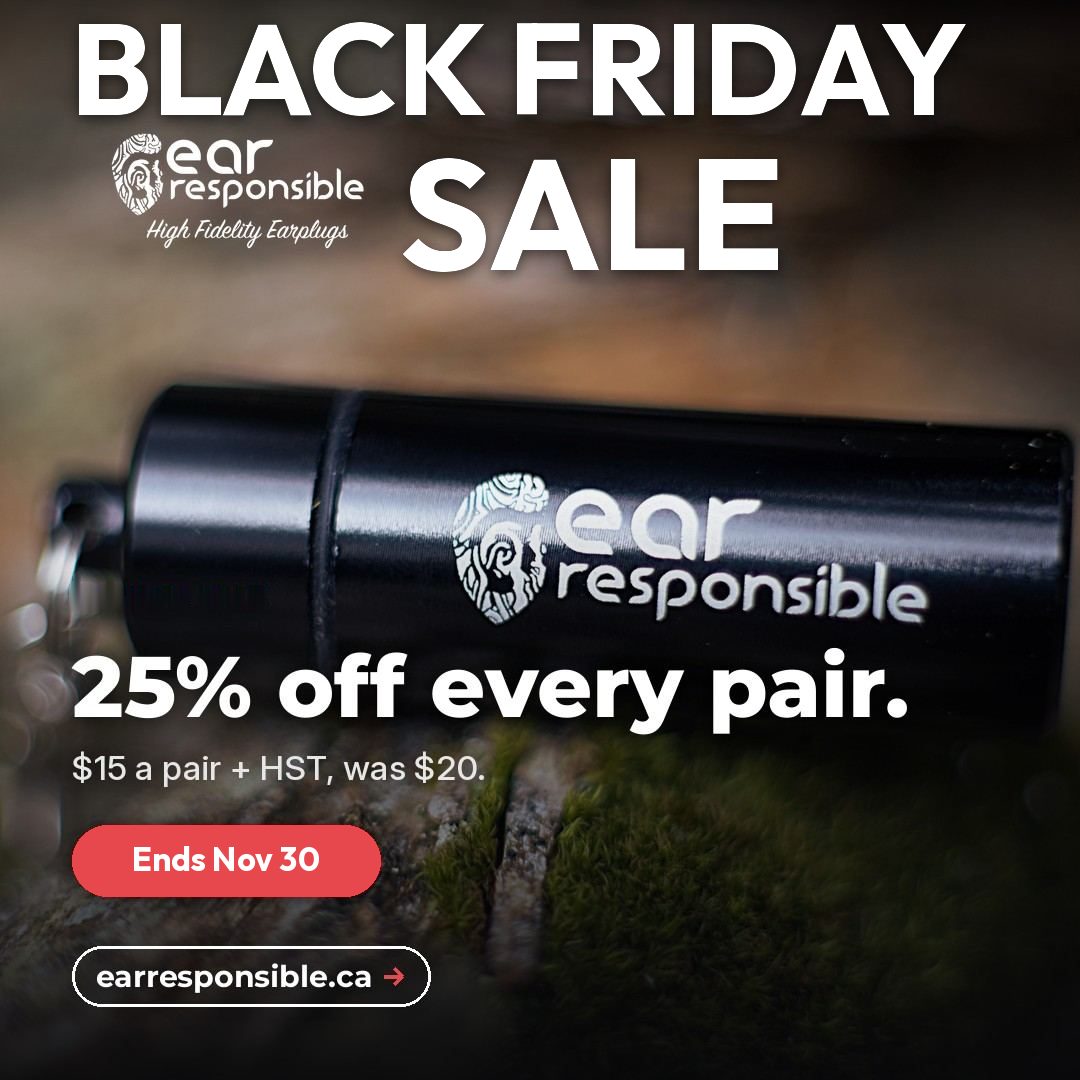 BLACK FRIDAY
SALE
ear
responsible
High Fidelity Earplugs
ear
responsible
25% off every pair.
$15 a pair + HST, was $20.
Ends Nov 30
earresponsible.ca →